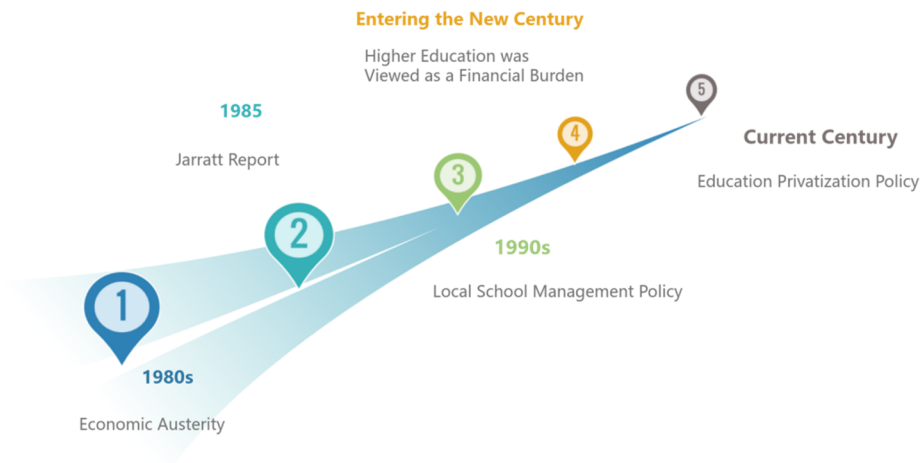 Entering the New Century
Higher Education was
Viewed as a Financial Burden
5
1985
4
Current Century
Jarratt Report
3
Education Privatization Policy
2
1990s
1
Local School Management Policy
1980s
Economic Austerity